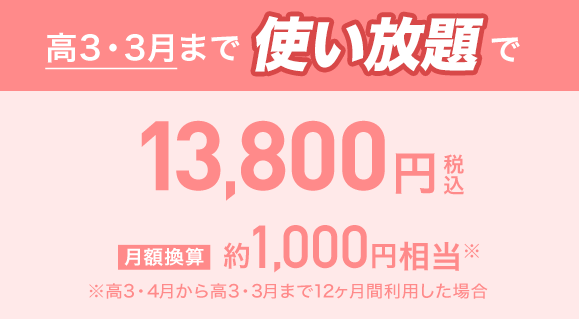 高3・3月まで使い放題で
13,800円税込
月額換算 約1,000円相当※
※高3・4月から高3・3月まで12ヶ月間利用した場合